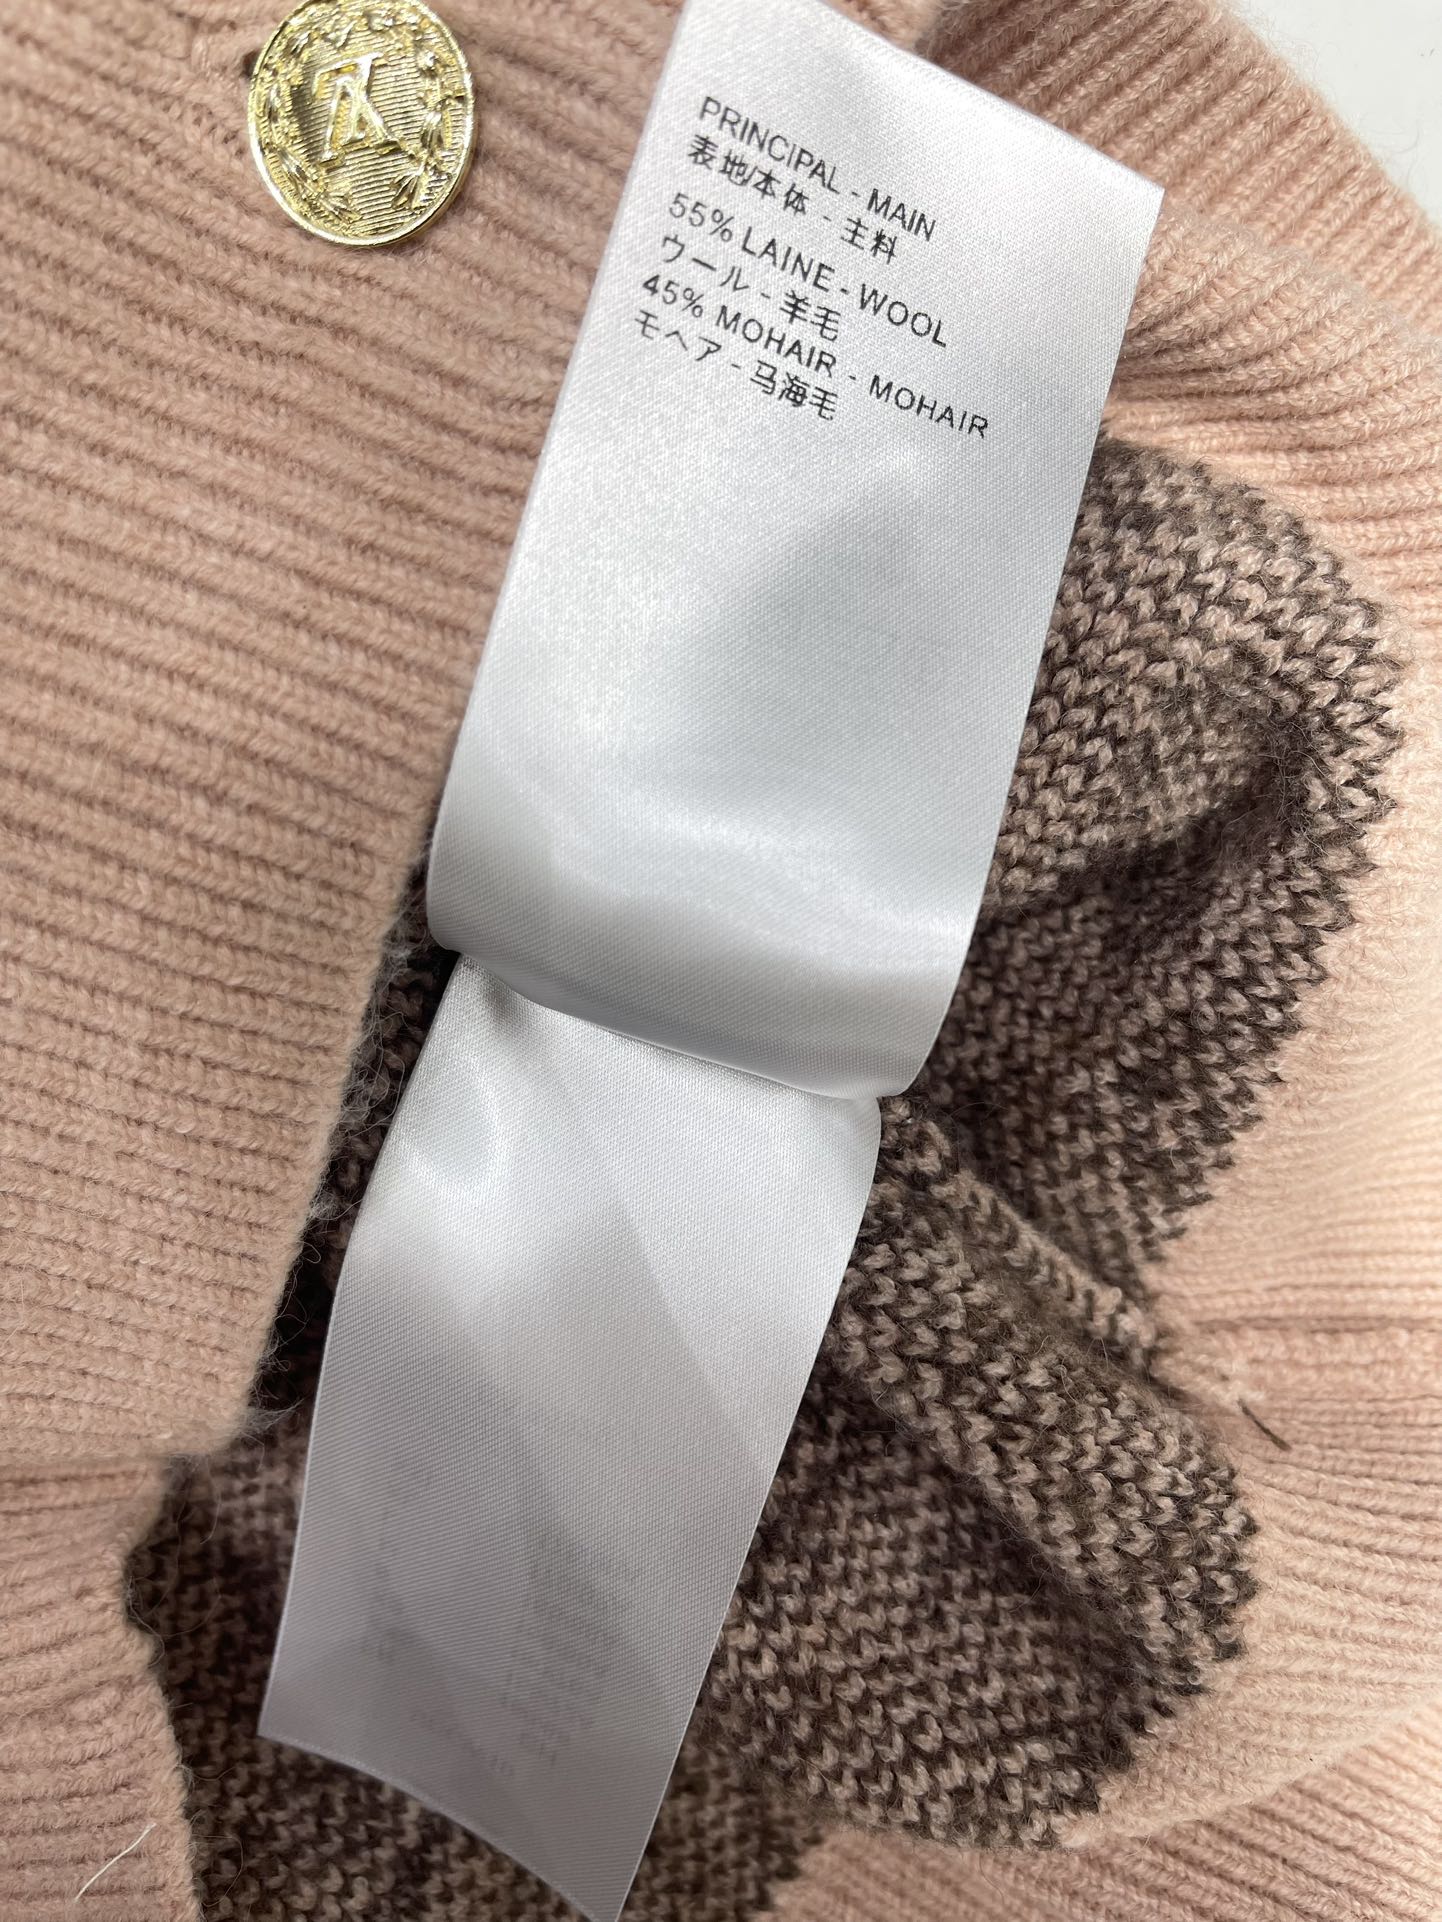 PRINCIPAL - MAIN
表地/本体 - 主料
55% LAINE - WOOL
ウール - 羊毛
45% MOHAIR - MOHAIR
モヘア - 马海毛